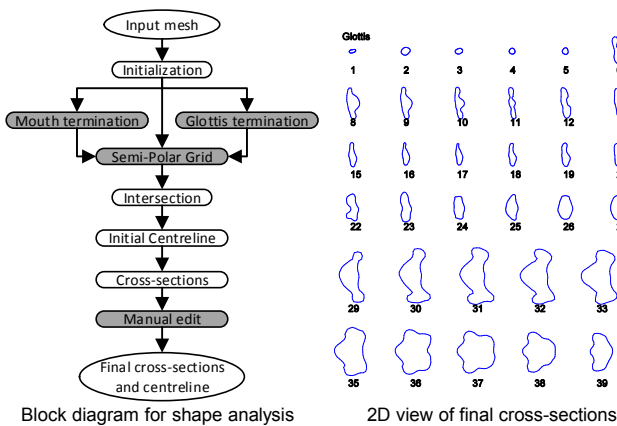 Input mesh
Initialization
Mouth termination
Glottis termination
Semi-Polar Grid
Intersection
Initial Centreline
Cross-sections
Manual edit
Final cross-sections
and centreline
Block diagram for shape analysis
Glottis
1 2 3 4 5
8 9 10 11 12
15 16 17 18 19
22 23 24 25 26
29 30 31 32 33
35 36 37 38 39
2D view of final cross-sections